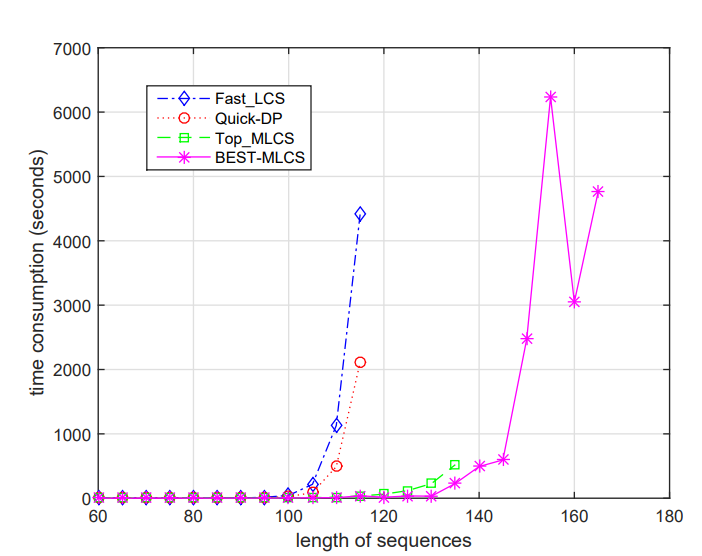 7000
6000
5000
4000
3000
2000
1000
0
time consumption (seconds)
Fast_LCS
Quick-DP
Top_MLCS
BEST-MLCS
60 80 100 120 140 160 180
length of sequences